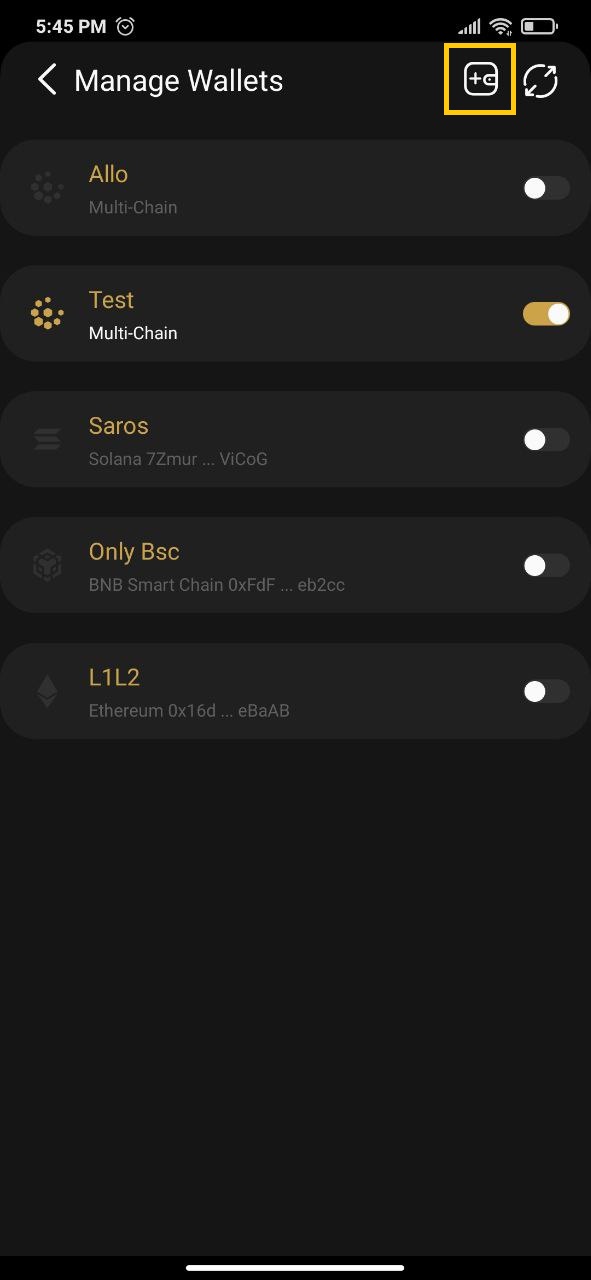 5:45 PM
Manage Wallets
Allo
Multi-Chain
Test
Multi-Chain
Saros
Solana 7Zmur ... ViCoG
Only Bsc
BNB Smart Chain 0xFdF ... eb2cc
L1L2
Ethereum 0x16d ... eBaAB